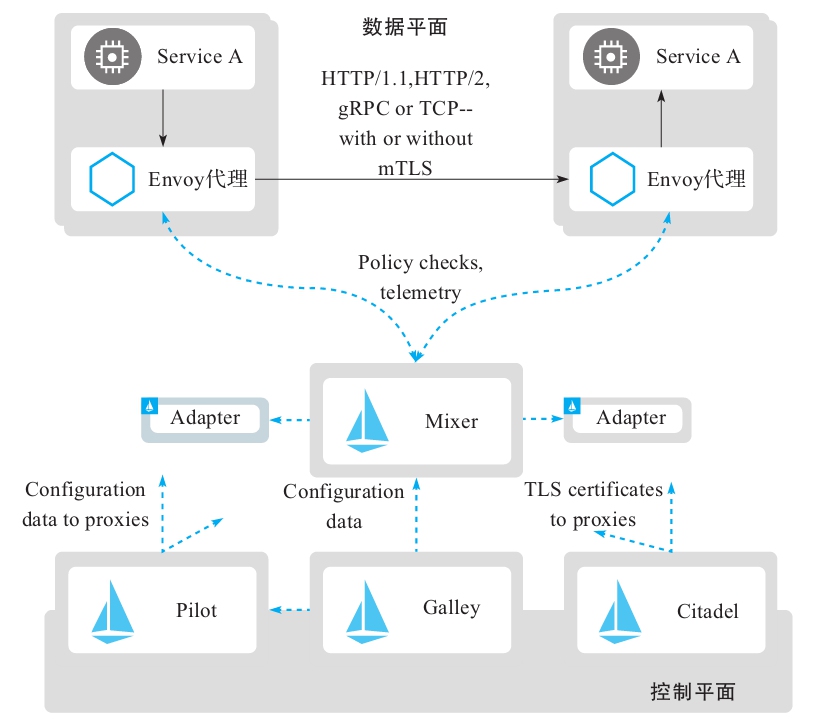 数据平面
Service A
Service A
HTTP/1.1,HTTP/2,
gRPC or TCP--
with or without
mTLS
Envoy代理
Envoy代理
Policy checks,
telemetry
Adapter
Mixer
Adapter
Configuration
data to proxies
Configuration
data
TLS certificates
to proxies
Pilot
Galley
Citadel
控制平面